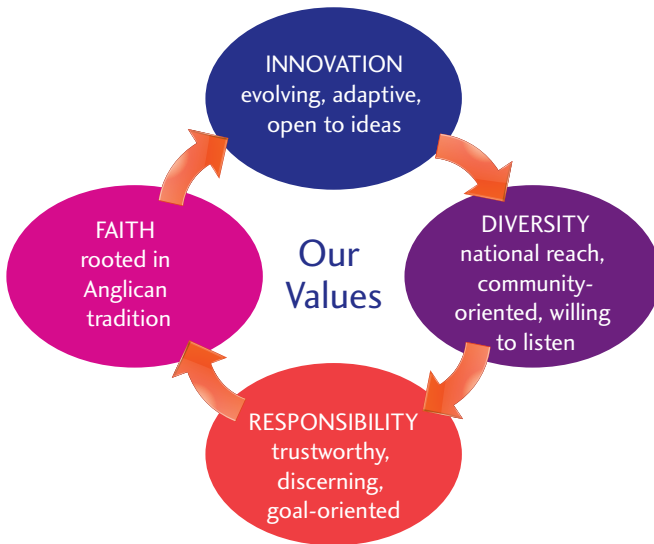 INNOVATION
evolving, adaptive,
open to ideas
FAITH
rooted in
Anglican
tradition
Our
Values
DIVERSITY
national reach,
community-
oriented, willing
to listen
RESPONSIBILITY
trustworthy,
discerning,
goal-oriented